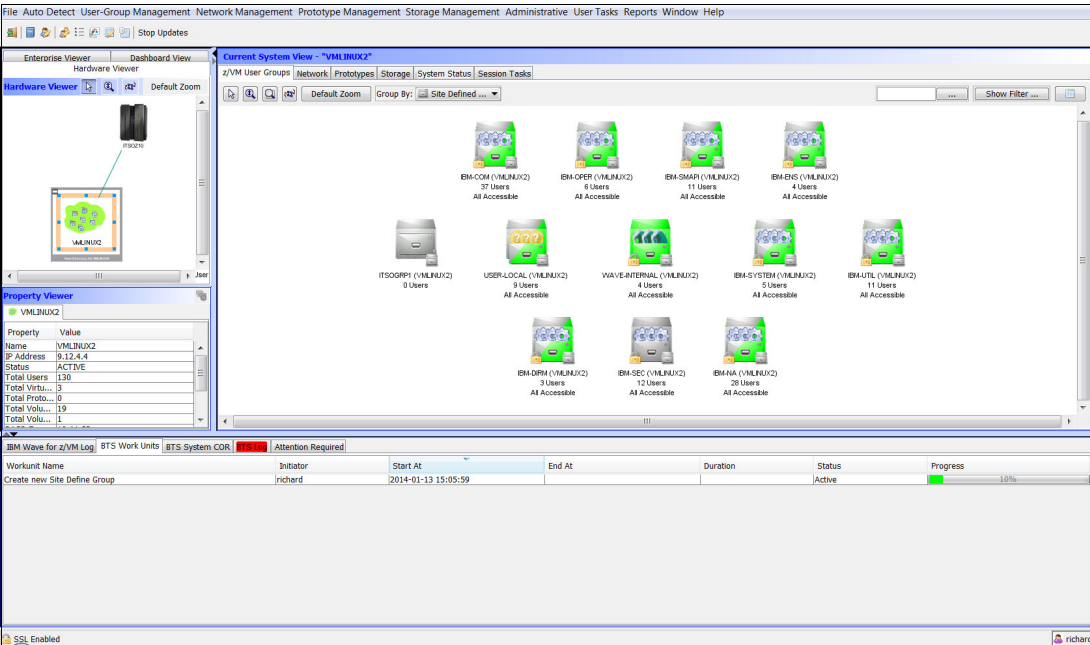 File Auto Detect User-Group Management Network Management Prototype Management Storage Management Administrative User Tasks Reports Window Help
Stop Updates
Enterprise Viewer Dashboard View
Hardware Viewer
Hardware Viewer Default Zoom
ITSOZ10
VMLINUX2
User
Property Viewer
VMLINUX2
Property Value
Name VMLINUX2
IP Address 9.12.4.4
Status ACTIVE
Total Users 130
Total Virtu... 3
Total Proto... 0
Total Volu... 19
Total Volu... 1
Current System View - "VMLINUX2"
z/VM User Groups Network Prototypes Storage System Status Session Tasks
Default Zoom Group By: Site Defined ... ... Show Filter ...
IBM-COM (VMLINUX2) IBM-OPER (VMLINUX2) IBM-SMAPI (VMLINUX2) IBM-ENS (VMLINUX2)
37 Users 6 Users 11 Users 4 Users
All Accessible All Accessible All Accessible All Accessible
ITSOGRP1 (VMLINUX2) USER-LOCAL (VMLINUX2) WAVE-INTERNAL (VMLINUX2) IBM-SYSTEM (VMLINUX2) IBM-UTIL (VMLINUX2)
0 Users 9 Users 4 Users 5 Users 11 Users
All Accessible All Accessible All Accessible All Accessible
IBM-DIRM (VMLINUX2) IBM-SEC (VMLINUX2) IBM-NA (VMLINUX2)
3 Users 12 Users 28 Users
All Accessible All Accessible All Accessible
IBM Wave for z/VM Log BTS Work Units BTS System COR BTS Log Attention Required
Workunit Name Initiator Start At End At Duration Status Progress
Create new Site Define Group richard 2014-01-13 15:05:59 Active 10%
SSL Enabled richard